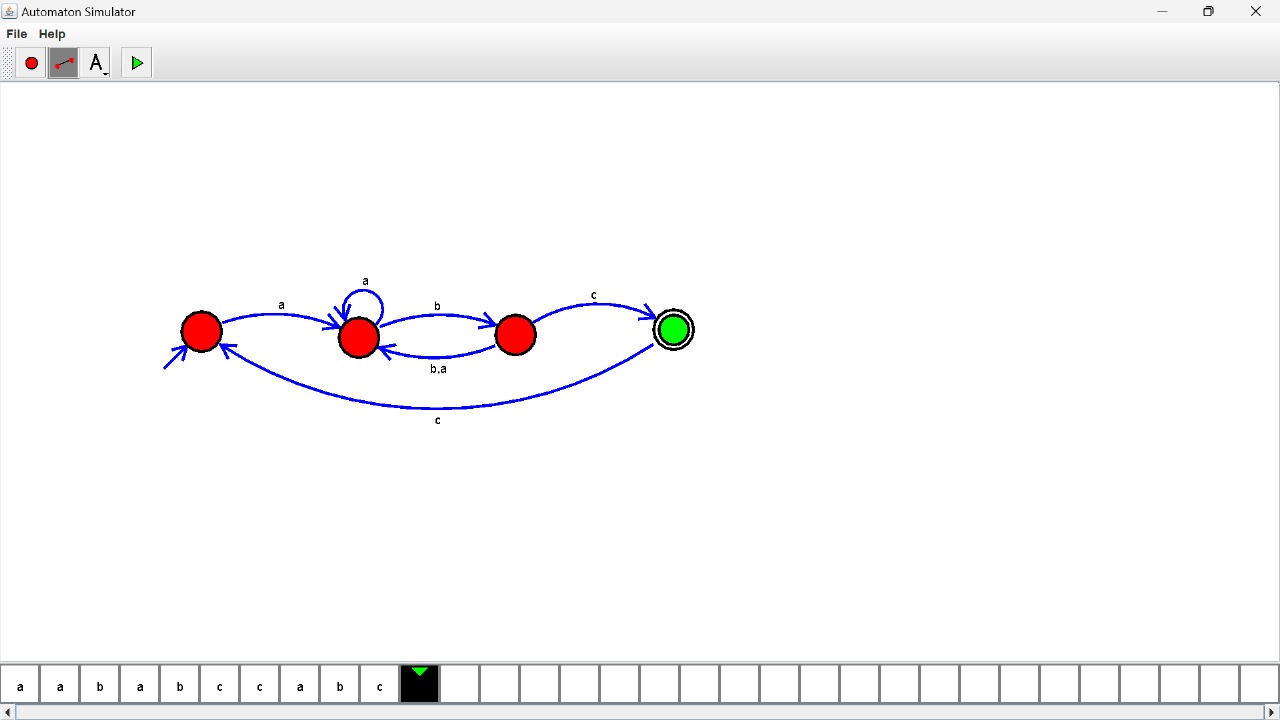 Automaton Simulator
File Help
A
a
a b c
b,a
c
a a b a b c c a b c